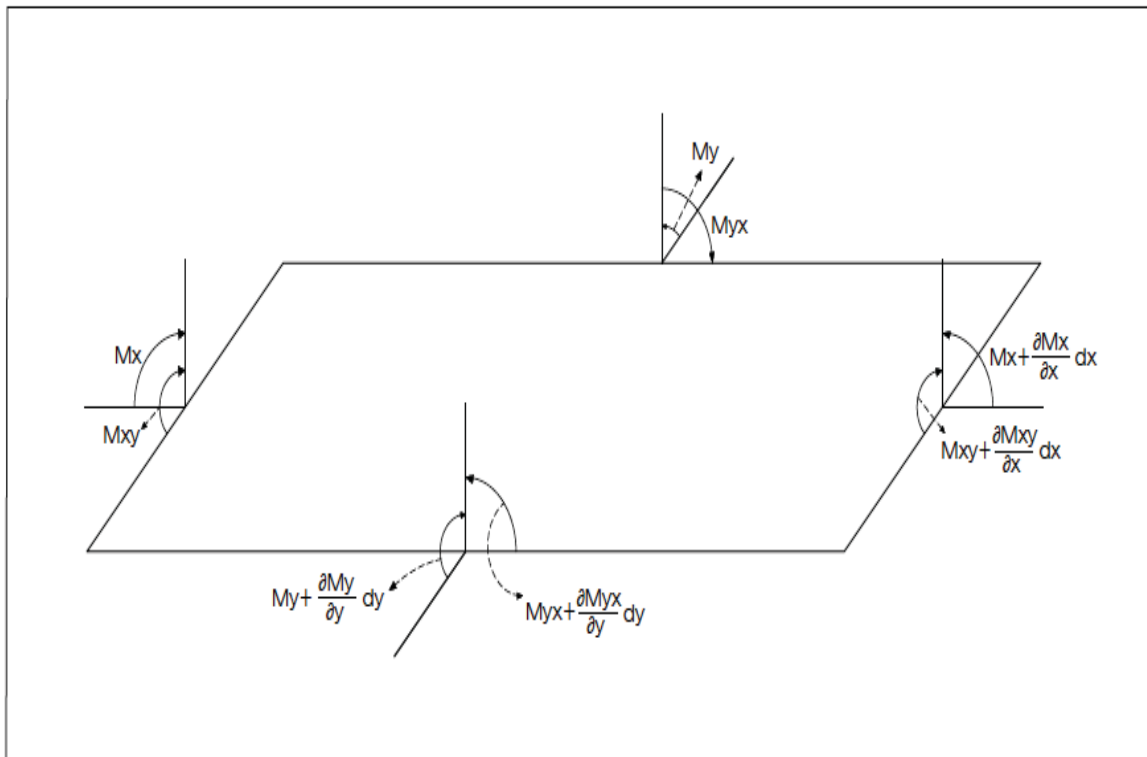 My
Myx
Mx
Mx+ ∂Mx/∂x dx
Mxy
Mxy+ ∂Mxy/∂x dx
My+ ∂My/∂y dy
Myx+ ∂Myx/∂y dy